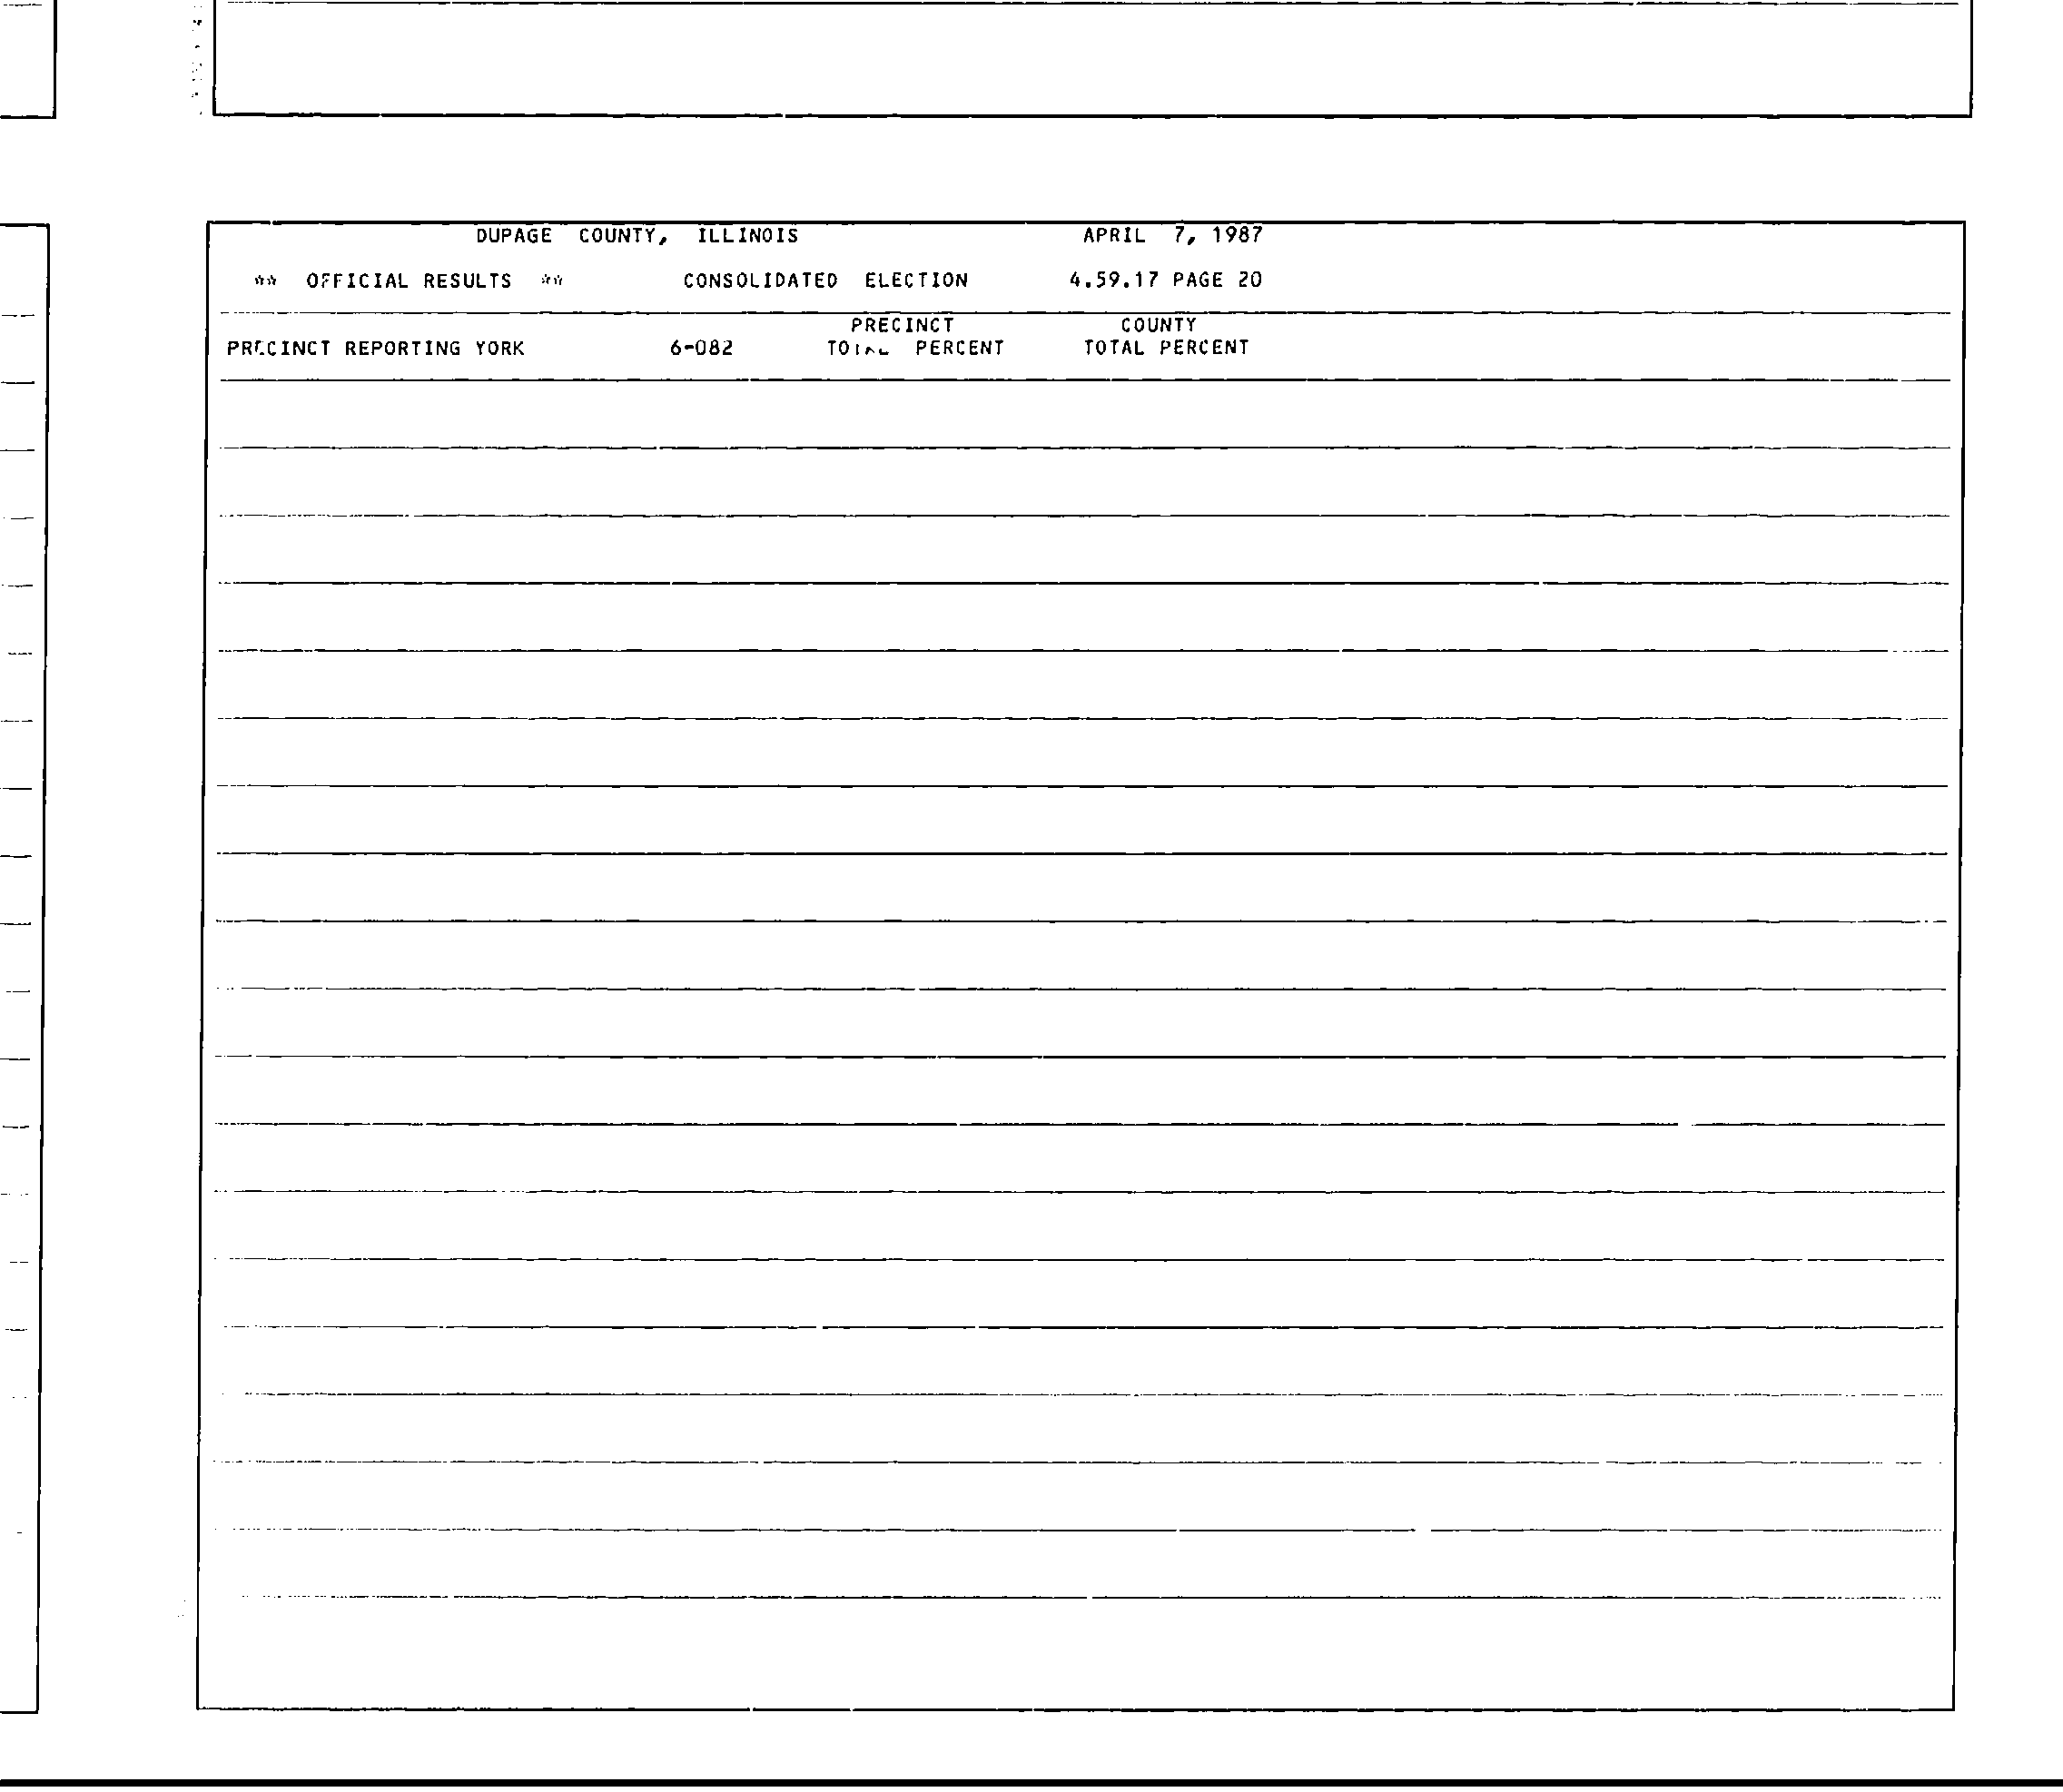 DUPAGE COUNTY, ILLINOIS APRIL 7, 1987
** OFFICIAL RESULTS ** CONSOLIDATED ELECTION 4.59.17 PAGE 20
PRECINCT COUNTY
PRECINCT REPORTING YORK 6-082 TOTAL PERCENT TOTAL PERCENT